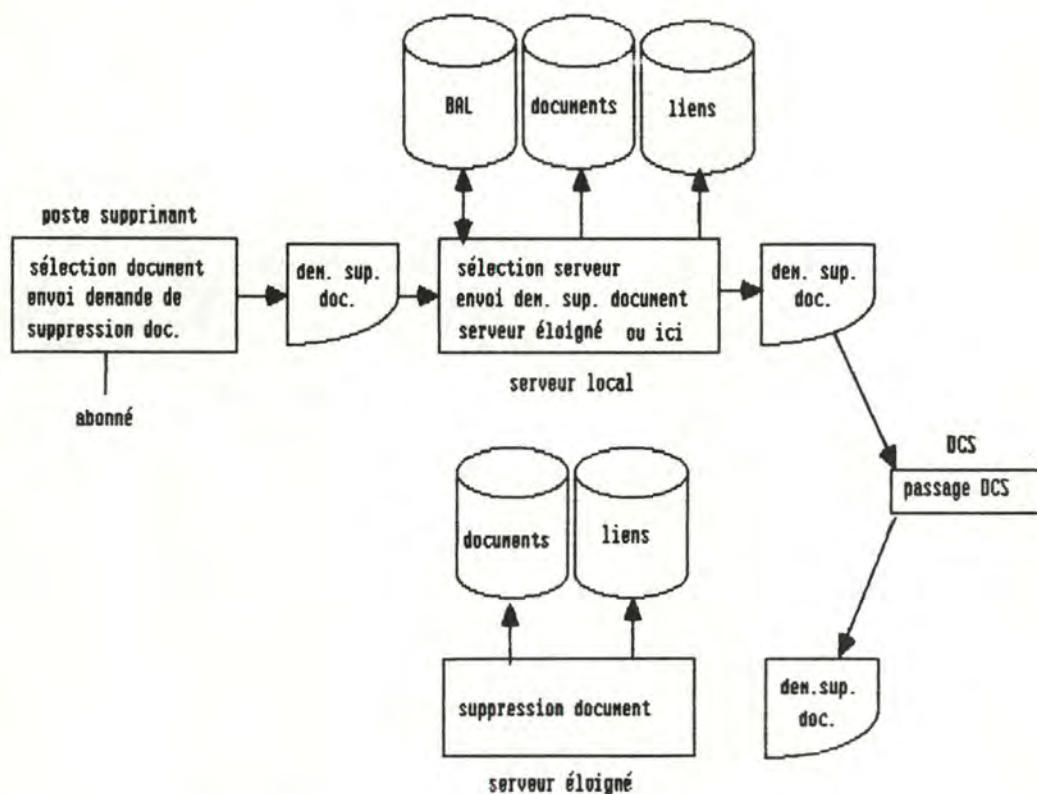 BAL
documents
liens
poste supprimant
sélection document
envoi demande de
suppression doc.
dem. sup.
doc.
sélection serveur
envoi dem. sup. document
serveur éloigné ou ici
dem. sup.
doc.
abonné
serveur local
DCS
passage DCS
documents
liens
suppression document
dem.sup.
doc.
serveur éloigné